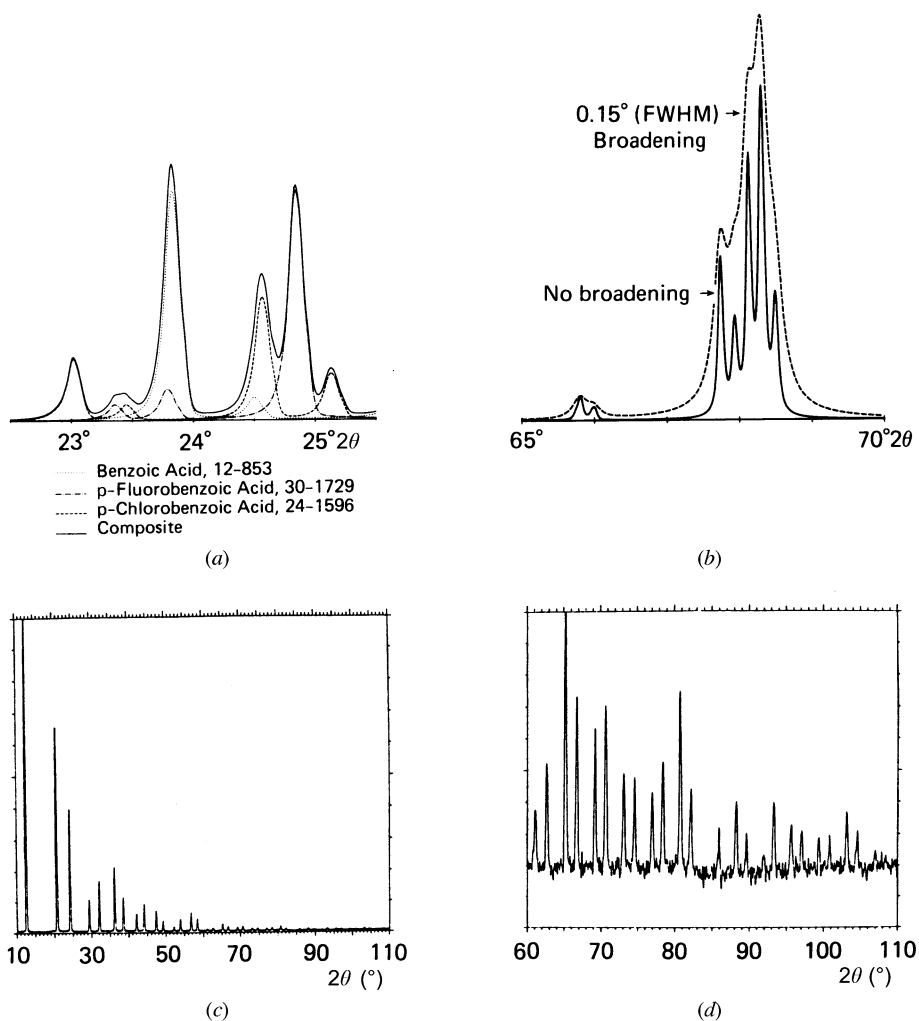 23° 24° 25°2θ
Benzoic Acid, 12-853
p-Fluorobenzoic Acid, 30-1729
p-Chlorobenzoic Acid, 24-1596
Composite
(a)
0.15° (FWHM)
Broadening
No broadening
65° 70°2θ
(b)
10 30 50 70 90 110
2θ (°)
(c)
60 70 80 90 100 110
2θ (°)
(d)